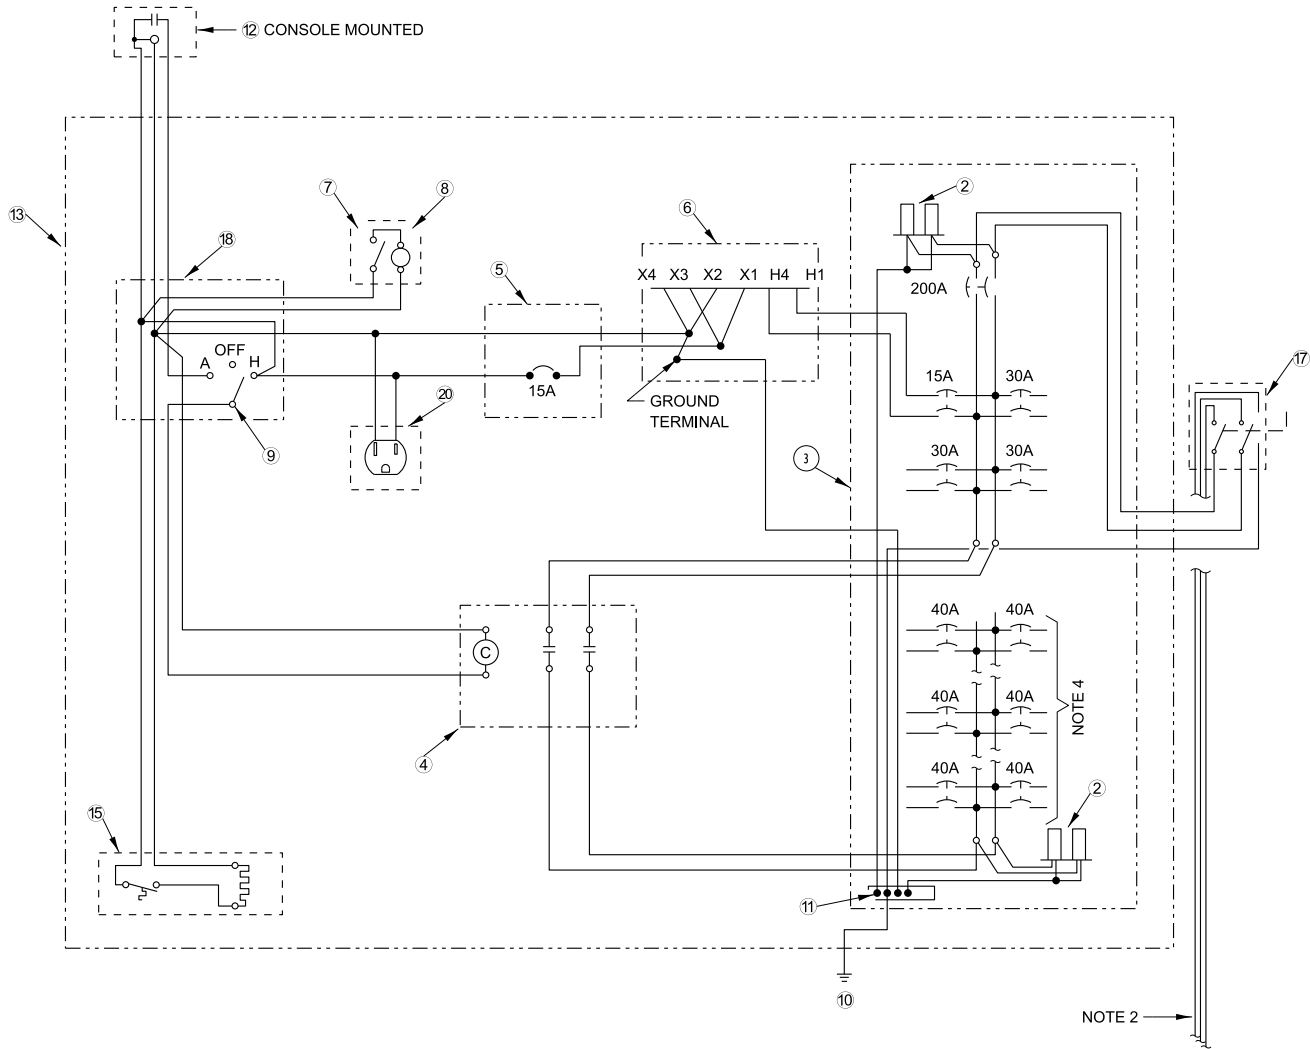 12 CONSOLE MOUNTED
2
7
8
6
13
18
5
X4 X3 X2 X1 H4 H1
200A
OFF
A
H
15A
20
GROUND
TERMINAL
15A 30A
17
9
3
30A 30A
40A 40A
C
NOTE 4
40A 40A
4
40A 40A
2
15
11
10
NOTE 2